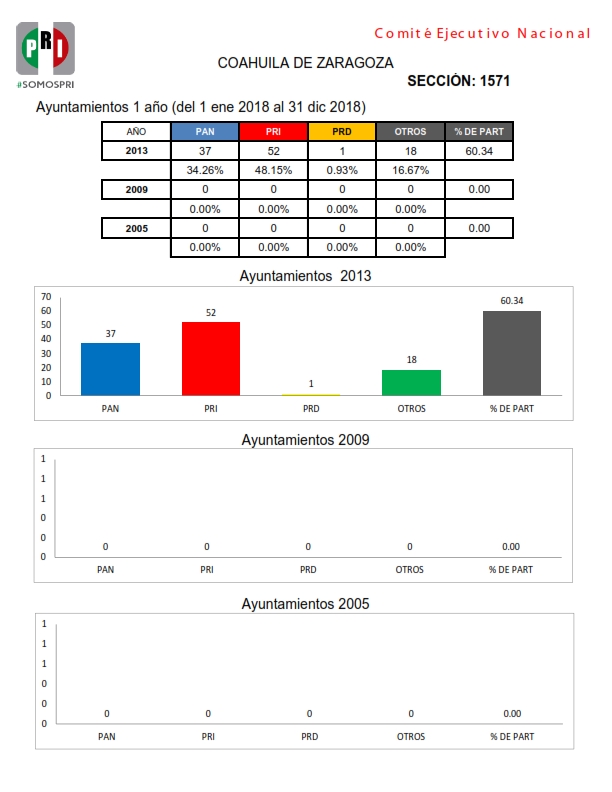 Comité Ejecutivo Nacional
PRI
#SOMOSPRI
COAHUILA DE ZARAGOZA
SECCIÓN: 1571
Ayuntamientos 1 año (del 1 ene 2018 al 31 dic 2018)
AÑO PAN PRI PRD OTROS % DE PART
2013 37 52 1 18 60.34
34.26% 48.15% 0.93% 16.67%
2009 0 0 0 0 0.00
0.00% 0.00% 0.00% 0.00%
2005 0 0 0 0 0.00
0.00% 0.00% 0.00% 0.00%
Ayuntamientos 2013
70
60
50
40
30
20
10
0
37 52 1 18 60.34
PAN PRI PRD OTROS % DE PART
Ayuntamientos 2009
1
1
1
0
0
0
0 0 0 0 0.00
PAN PRI PRD OTROS % DE PART
Ayuntamientos 2005
1
1
1
0
0
0
0 0 0 0 0.00
PAN PRI PRD OTROS % DE PART